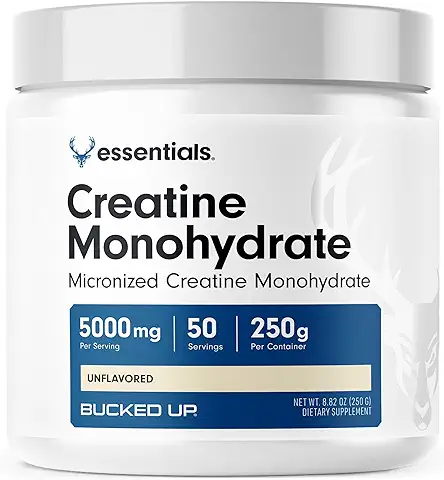 essentials®
Creatine
Monohydrate
Micronized Creatine Monohydrate
5000mg 50 250g
Per Serving Servings Per Container
UNFLAVORED
BUCKED UP.
NET WT. 8.82 OZ (250 G)
DIETARY SUPPLEMENT